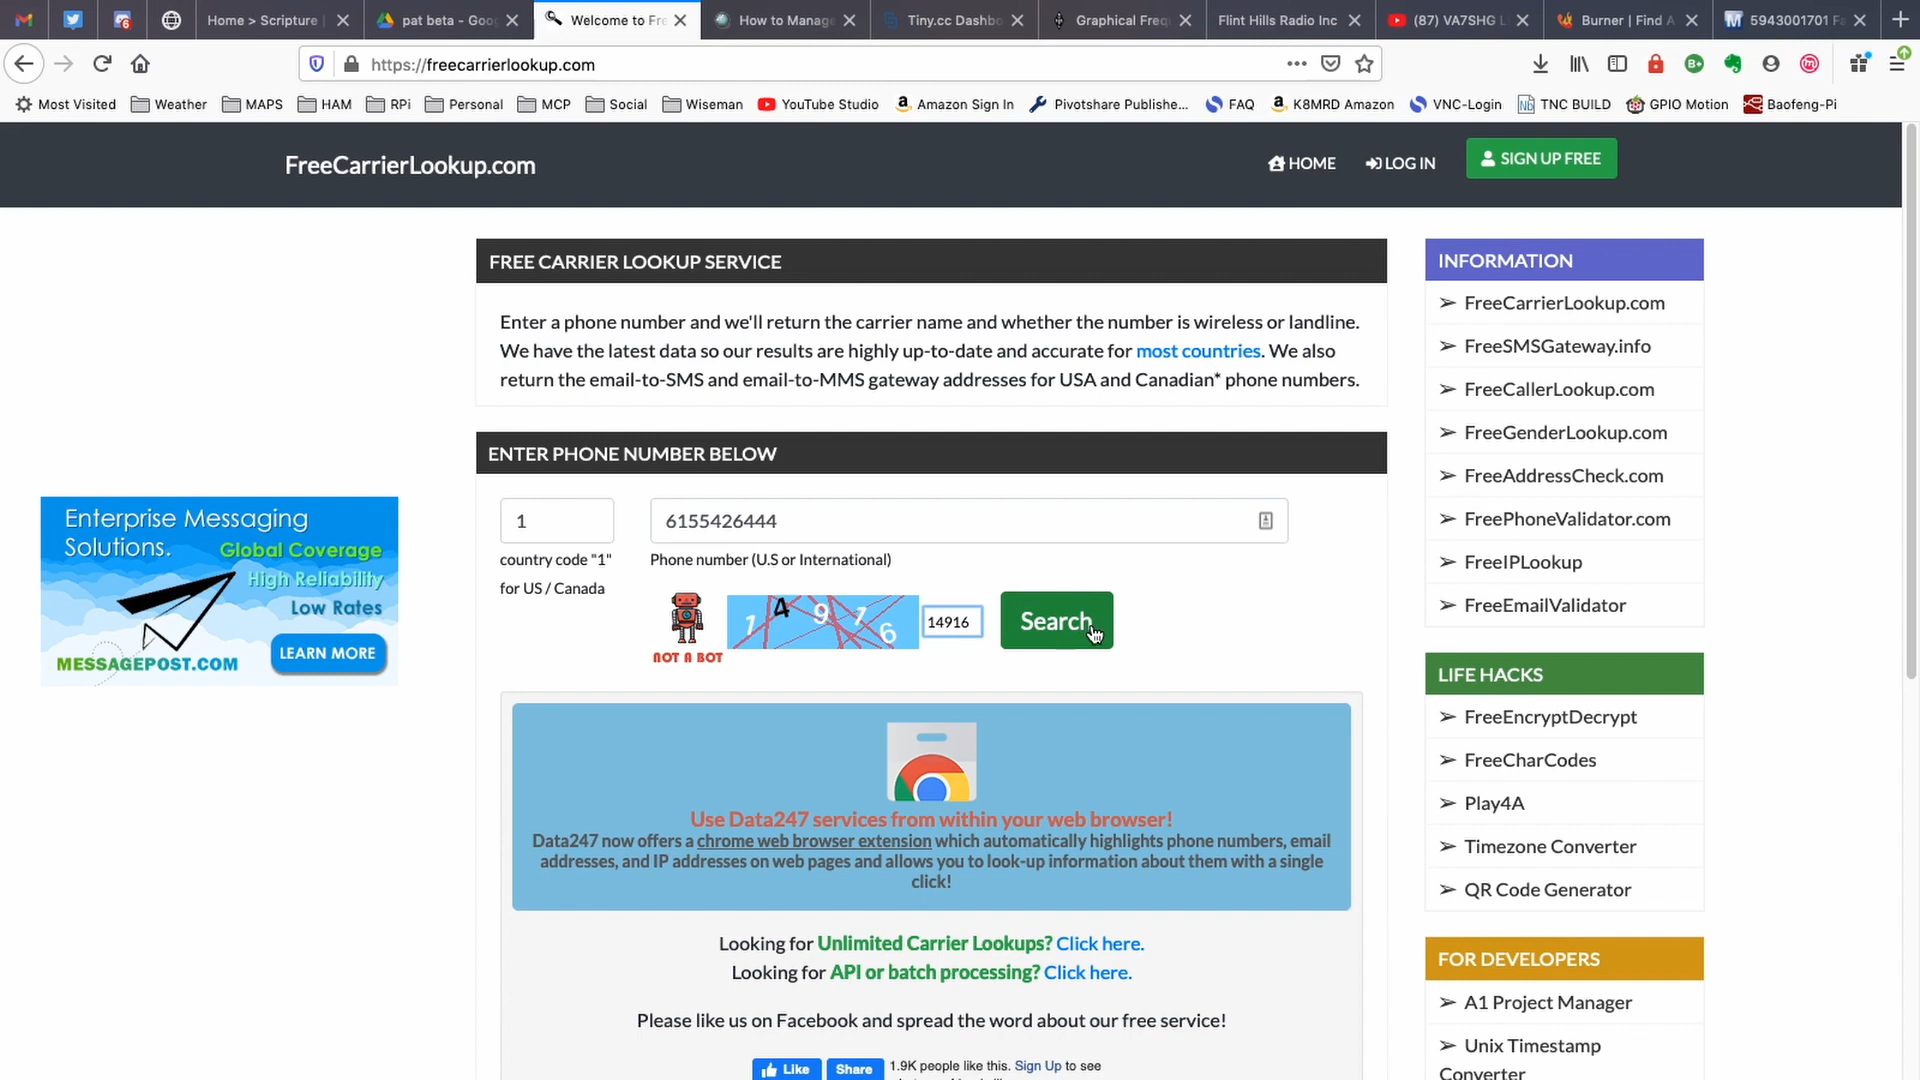 6
Home > Scripture
pat beta - Goo
Welcome to Fre
How to Manage
Tiny.cc Dashbo
Graphical Freq
Flint Hills Radio Inc
(87) VA7SHG L
Burner | Find A
5943001701 Fa
https://freecarrierlookup.com
Most Visited
Weather
MAPS
HAM
RPi
Personal
MCP
Social
Wiseman
YouTube Studio
Amazon Sign In
Pivotshare Publishe...
FAQ
K8MRD Amazon
VNC-Login
TNC BUILD
GPIO Motion
Baofeng-Pi
FreeCarrierLookup.com
HOME
LOG IN
SIGN UP FREE
FREE CARRIER LOOKUP SERVICE
Enter a phone number and we'll return the carrier name and whether the number is wireless or landline.
We have the latest data so our results are highly up-to-date and accurate for most countries. We also
return the email-to-SMS and email-to-MMS gateway addresses for USA and Canadian* phone numbers.
ENTER PHONE NUMBER BELOW
1
6155426444
country code "1"
for US / Canada
Phone number (U.S or International)
NOT A BOT
1 4 9 1 6
14916
Search
Enterprise Messaging
Solutions.
Global Coverage
High Reliability
Low Rates
MESSAGEPOST.COM
LEARN MORE
Use Data247 services from within your web browser!
Data247 now offers a chrome web browser extension which automatically highlights phone numbers, email
addresses, and IP addresses on web pages and allows you to look-up information about them with a single
click!
Looking for Unlimited Carrier Lookups? Click here.
Looking for API or batch processing? Click here.
Please like us on Facebook and spread the word about our free service!
Like
Share
1.9K people like this. Sign Up to see
INFORMATION
➢ FreeCarrierLookup.com
➢ FreeSMSGateway.info
➢ FreeCallerLookup.com
➢ FreeGenderLookup.com
➢ FreeAddressCheck.com
➢ FreePhoneValidator.com
➢ FreeIPLookup
➢ FreeEmailValidator
LIFE HACKS
➢ FreeEncryptDecrypt
➢ FreeCharCodes
➢ Play4A
➢ Timezone Converter
➢ QR Code Generator
FOR DEVELOPERS
➢ A1 Project Manager
➢ Unix Timestamp
Converter